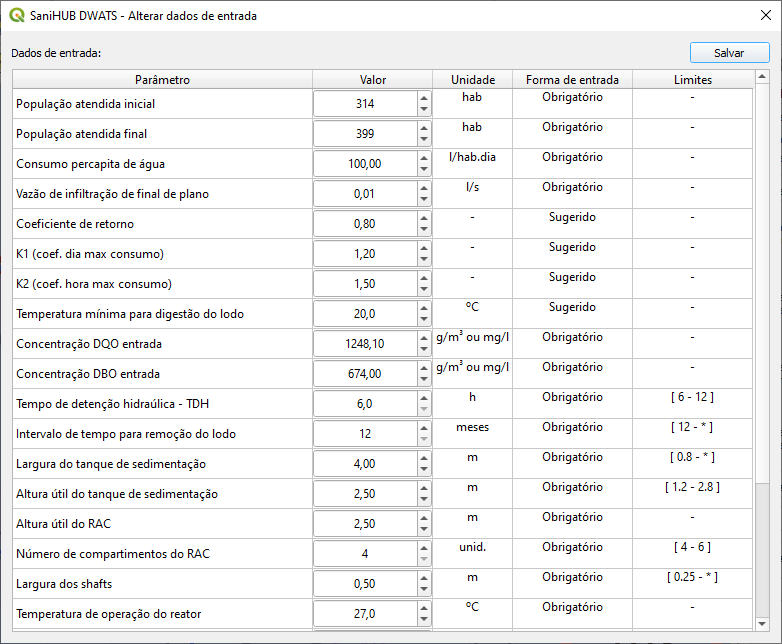 SaniHUB DWATS - Alterar dados de entrada
Dados de entrada:
Salvar
Parâmetro Valor Unidade Forma de entrada Limites
População atendida inicial 314 hab Obrigatório -
População atendida final 399 hab Obrigatório -
Consumo percapita de água 100,00 l/hab.dia Obrigatório -
Vazão de infiltração de final de plano 0,01 l/s Obrigatório -
Coeficiente de retorno 0,80 - Sugerido -
K1 (coef. dia max consumo) 1,20 - Sugerido -
K2 (coef. hora max consumo) 1,50 - Sugerido -
Temperatura mínima para digestão do lodo 20,0 ºC Sugerido -
Concentração DQO entrada 1248,10 g/m³ ou mg/l Obrigatório -
Concentração DBO entrada 674,00 g/m³ ou mg/l Obrigatório -
Tempo de detenção hidraúlica - TDH 6,0 h Obrigatório [ 6 - 12 ]
Intervalo de tempo para remoção do lodo 12 meses Obrigatório [ 12 - * ]
Largura do tanque de sedimentação 4,00 m Obrigatório [ 0.8 - * ]
Altura útil do tanque de sedimentação 2,50 m Obrigatório [ 1.2 - 2.8 ]
Altura útil do RAC 2,50 m Obrigatório -
Número de compartimentos do RAC 4 unid. Obrigatório [ 4 - 6 ]
Largura dos shafts 0,50 m Obrigatório [ 0.25 - * ]
Temperatura de operação do reator 27,0 ºC Obrigatório -